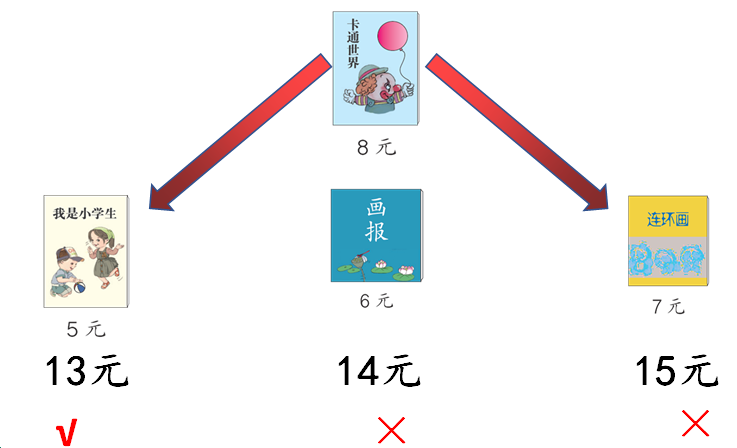 卡通世界
8 元
我是小学生
画报
连环画
5 元
6 元
7 元
13元
14元
15元
√
×
×